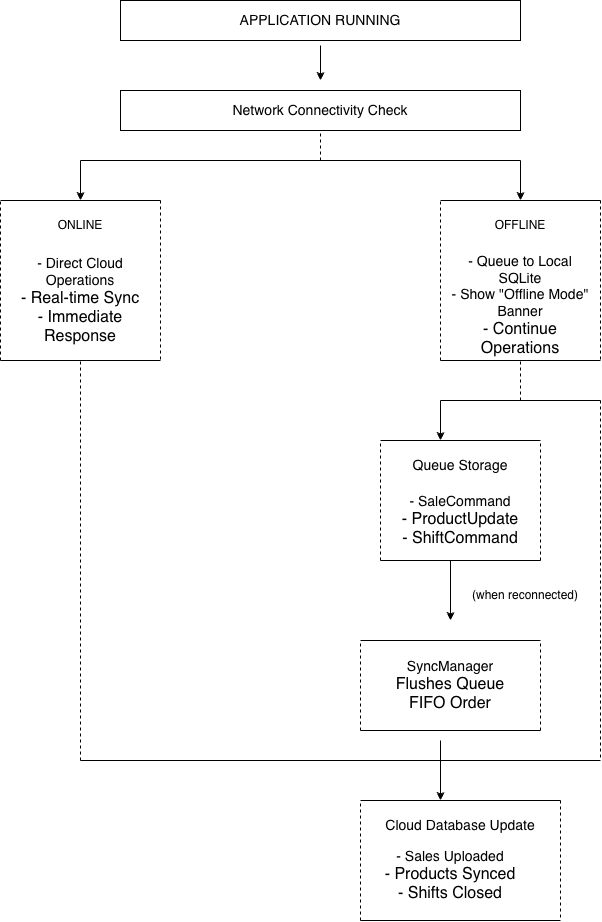 APPLICATION RUNNING
Network Connectivity Check
ONLINE
- Direct Cloud
Operations
- Real-time Sync
- Immediate
Response
OFFLINE
- Queue to Local
SQLite
- Show "Offline Mode"
Banner
- Continue
Operations
Queue Storage
- SaleCommand
- ProductUpdate
- ShiftCommand
(when reconnected)
SyncManager
Flushes Queue
FIFO Order
Cloud Database Update
- Sales Uploaded
- Products Synced
- Shifts Closed